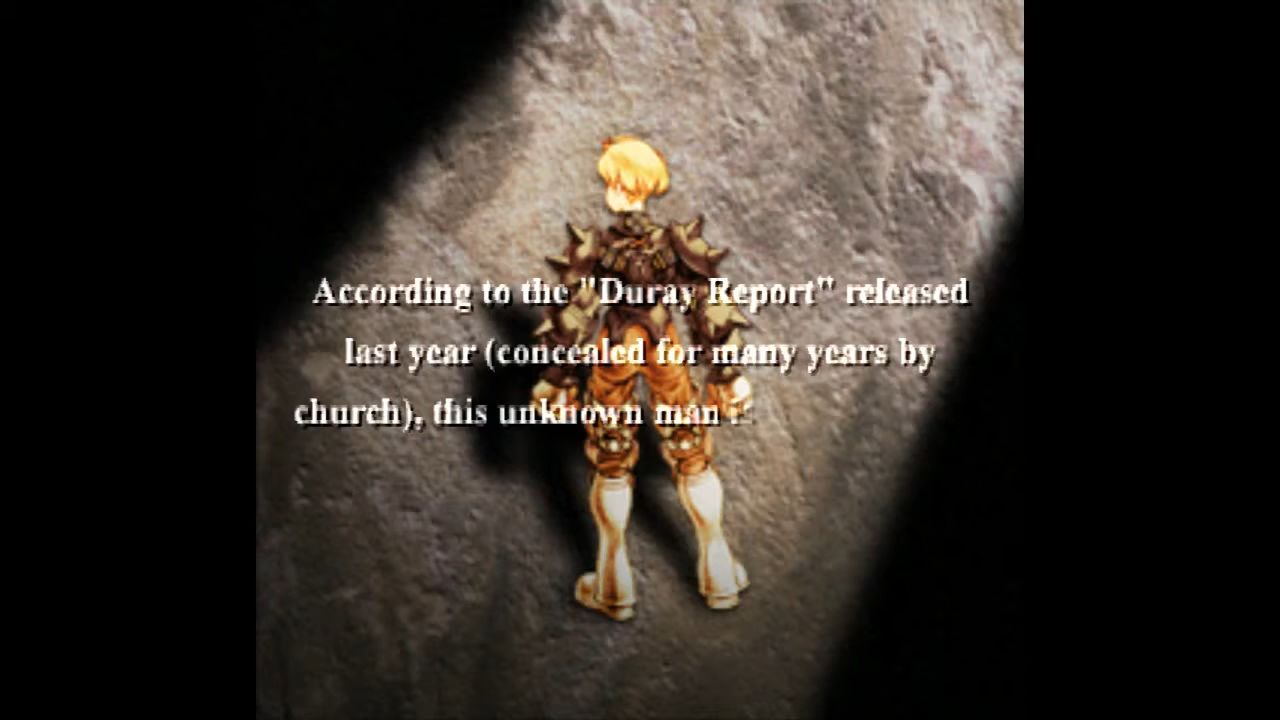 According to the "Duray Report" released
last year (concealed for many years by
church), this unknown man